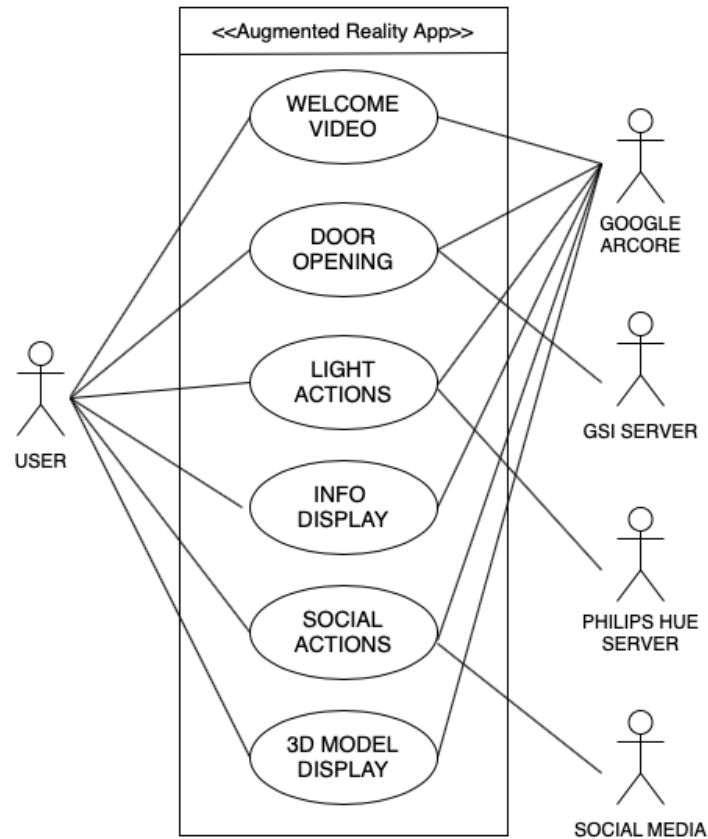 <<Augmented Reality App>>
WELCOME
VIDEO
DOOR
OPENING
LIGHT
ACTIONS
INFO
DISPLAY
SOCIAL
ACTIONS
3D MODEL
DISPLAY
USER
GOOGLE
ARCORE
GSI SERVER
PHILIPS HUE
SERVER
SOCIAL MEDIA